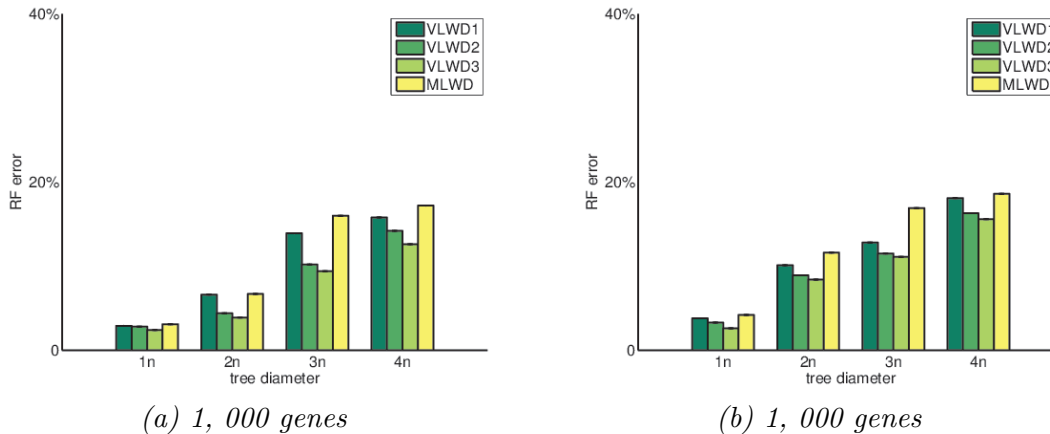 40%
VLWD1
VLWD2
VLWD3
MLWD
RF error
20%
0
1n 2n 3n 4n
tree diameter
(a) 1, 000 genes
40%
VLWD1
VLWD2
VLWD3
MLWD
RF error
20%
0
1n 2n 3n 4n
tree diameter
(b) 1, 000 genes